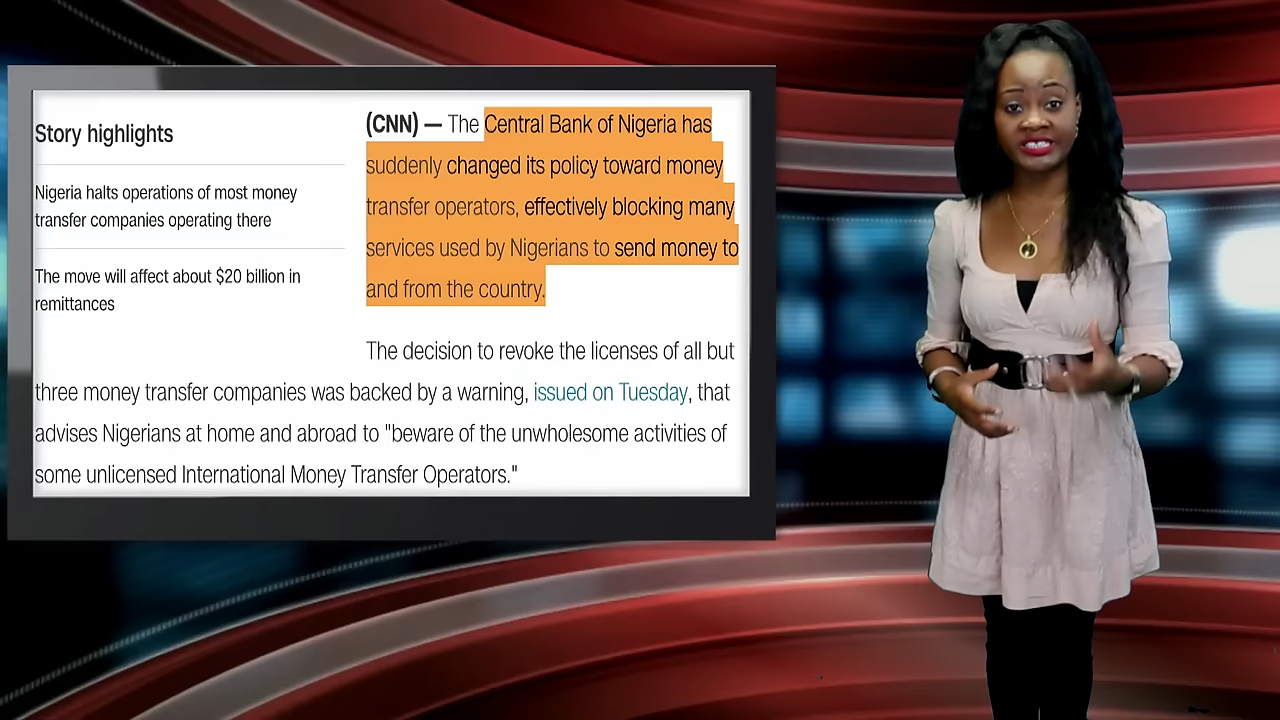 Story highlights
Nigeria halts operations of most money
transfer companies operating there
The move will affect about $20 billion in
remittances
(CNN) — The Central Bank of Nigeria has
suddenly changed its policy toward money
transfer operators, effectively blocking many
services used by Nigerians to send money to
and from the country.
The decision to revoke the licenses of all but
three money transfer companies was backed by a warning, issued on Tuesday, that
advises Nigerians at home and abroad to "beware of the unwholesome activities of
some unlicensed International Money Transfer Operators."